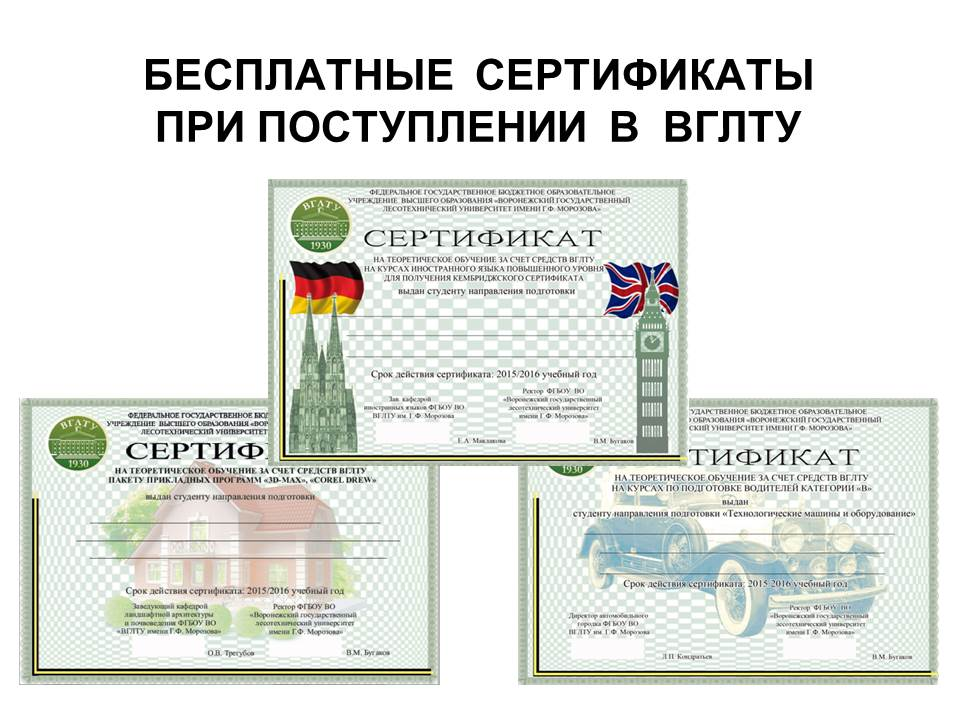 БЕСПЛАТНЫЕ СЕРТИФИКАТЫ
ПРИ ПОСТУПЛЕНИИ В ВГЛТУ
ФЕДЕРАЛЬНОЕ ГОСУДАРСТВЕННОЕ БЮДЖЕТНОЕ ОБРАЗОВАТЕЛЬНОЕ
УЧРЕЖДЕНИЕ ВЫСШЕГО ОБРАЗОВАНИЯ «ВОРОНЕЖСКИЙ ГОСУДАРСТВЕННЫЙ
ЛЕСОТЕХНИЧЕСКИЙ УНИВЕРСИТЕТ ИМЕНИ Г.Ф. МОРОЗОВА»
ВГЛТУ
1930
СЕРТИФИКАТ
НА ТЕОРЕТИЧЕСКОЕ ОБУЧЕНИЕ ЗА СЧЕТ СРЕДСТВ ВГЛТУ
НА КУРСАХ ИНОСТРАННОГО ЯЗЫКА ПОВЫШЕННОГО УРОВНЯ
ДЛЯ ПОЛУЧЕНИЯ КЕМБРИДЖСКОГО СЕРТИФИКАТА
выдан студенту направления подготовки
Срок действия сертификата: 2015/2016 учебный год
Зав. кафедрой
иностранных языков ФГБОУ ВО
ВГЛТУ им. Г.Ф. Морозова
Ректор ФГБОУ ВО
«Воронежский государственный
лесотехнический университет
имени Г.Ф. Морозова»
Е.А. Маклакова
В.М. Бугаков
ФЕДЕРАЛЬНОЕ ГОСУДАРСТВЕННОЕ
УЧРЕЖДЕНИЕ ВЫСШЕГО ОБРАЗОВАНИЯ
ЛЕСОТЕХНИЧЕСКИЙ УНИВЕРСИТЕТ
ВГЛТУ
1930
СЕРТИФ
НА ТЕОРЕТИЧЕСКОЕ ОБУЧЕНИЕ ЗА СЧЕТ СРЕДСТВ ВГЛТУ
ПАКЕТУ ПРИКЛАДНЫХ ПРОГРАММ «3D-MAX», «COREL DREW»
выдан студенту направления подготовки
Срок действия сертификата: 2015/2016 учебный год
Заведующий кафедрой
ландшафтной архитектуры
и почвоведения ФГБОУ ВО
«ВГЛТУ имени Г.Ф. Морозова»
Ректор ФГБОУ ВО
«Воронежский государственный
лесотехнический университет
имени Г.Ф. Морозова»
О.В. Трегубов
В.М. Бугаков
УДАРСТВЕННОЕ БЮДЖЕТНОЕ ОБРАЗОВАТЕЛЬНОЕ
О ОБРАЗОВАНИЯ «ВОРОНЕЖСКИЙ ГОСУДАРСТВЕННЫЙ
СКИЙ УНИВЕРСИТЕТ ИМЕНИ Г.Ф. МОРОЗОВА»
1930
ТИФИКАТ
НА ТЕОРЕТИЧЕСКОЕ ОБУЧЕНИЕ ЗА СЧЕТ СРЕДСТВ ВГЛТУ
НА КУРСАХ ПО ПОДГОТОВКЕ ВОДИТЕЛЕЙ КАТЕГОРИИ «В»
выдан
студенту направления подготовки «Технологические машины и оборудование»
Срок действия сертификата: 2015 2016 учебный год
Директор автомобильного
городка ФГБОУ ВО
ВГЛТУ им. Г.Ф. Морозова
Ректор ФГБОУ ВО
«Воронежский государственный
лесотехнический университет
имени Г.Ф. Морозова»
Л.П. Кондратьев
В.М. Бугаков